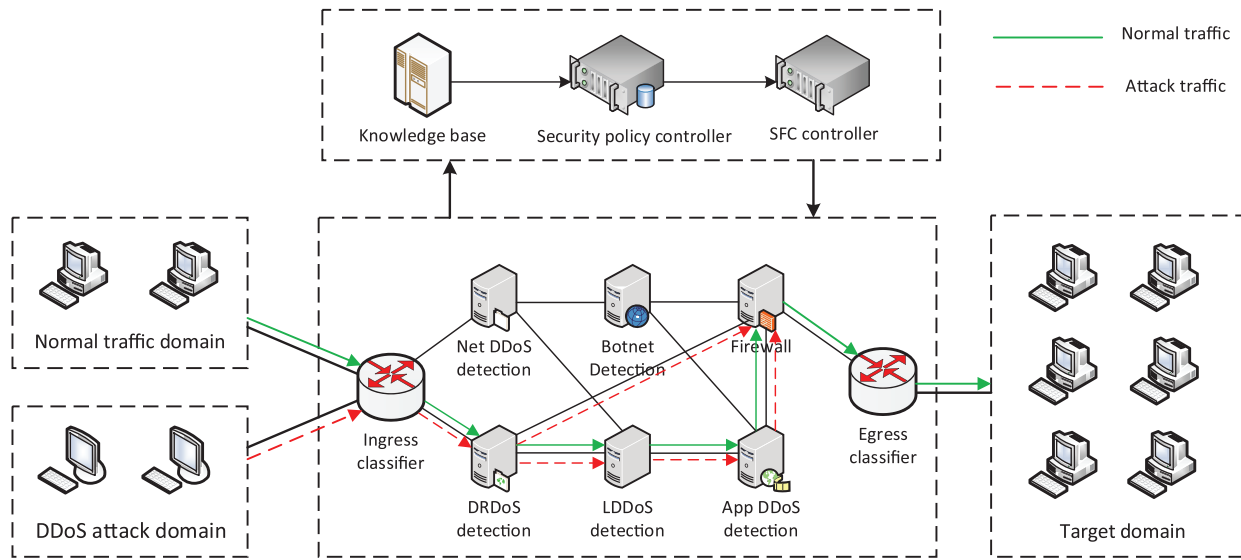 Normal traffic
Attack traffic
Knowledge base
Security policy controller
SFC controller
Normal traffic domain
DDoS attack domain
Ingress
classifier
Net DDoS
detection
Botnet
Detection
Firewall
DRDoS
detection
LDDoS
detection
App DDoS
detection
Egress
classifier
Target domain